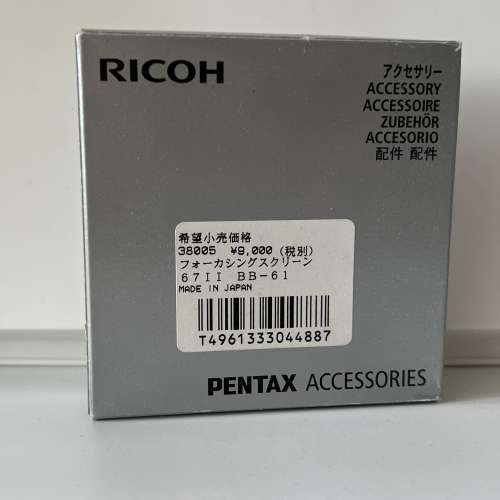 RICOH
アクセサリー
ACCESSORY
ACCESSOIRE
ZUBEHÖR
ACCESORIO
配件 配件
希望小売価格
38005 ¥9,000 (税別)
フォーカシングスクリーン
67II BB-61
MADE IN JAPAN
T4961333044887
PENTAX ACCESSORIES